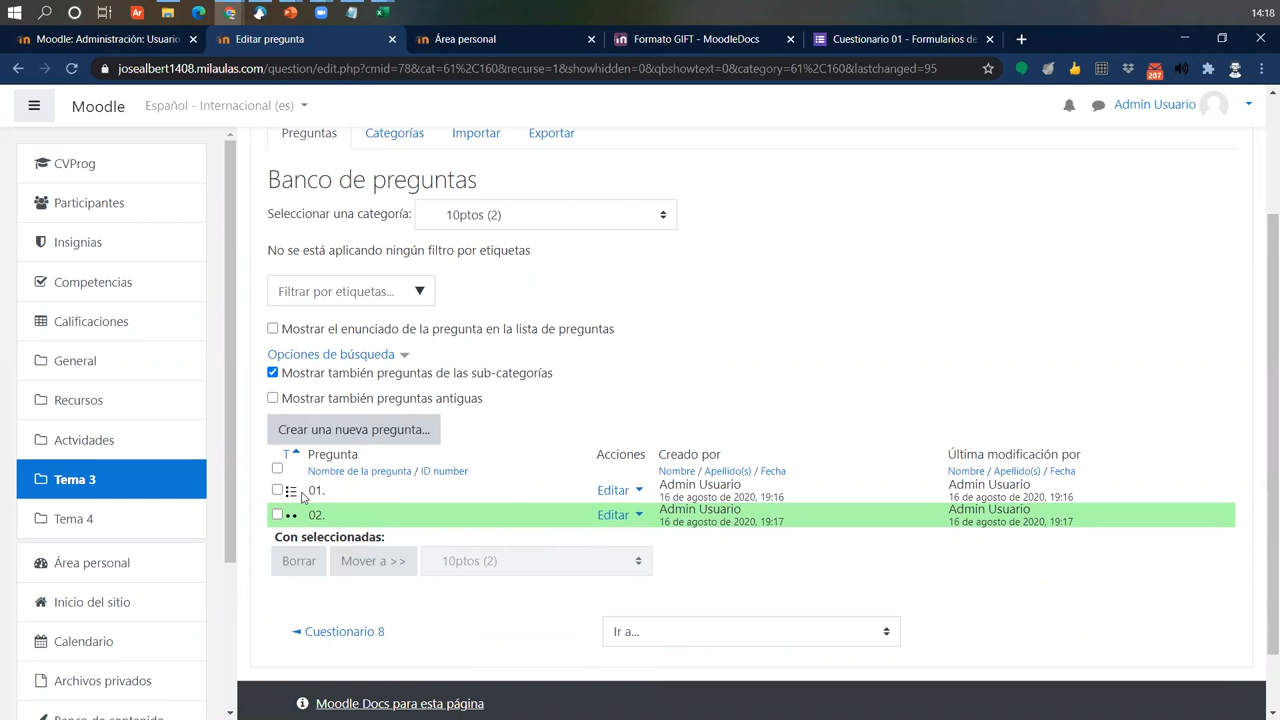 14:18
Moodle: Administración: Usuario
Editar pregunta
Área personal
Formato GIFT - MoodleDocs
Cuestionario 01 - Formularios de
josealbert1408.milaulas.com/question/edit.php?cmid=78&cat=61%2C160&recurse=1&showhidden=0&qbshowtext=0&category=61%2C160&lastchanged=95
207
Moodle
Español - Internacional (es)
Admin Usuario
CVProg
Participantes
Insignias
Competencias
Calificaciones
General
Recursos
Actividades
Tema 3
Tema 4
Área personal
Inicio del sitio
Calendario
Archivos privados
Banco de contenido
Preguntas
Categorías
Importar
Exportar
Banco de preguntas
Seleccionar una categoría: 10ptos (2)
No se está aplicando ningún filtro por etiquetas
Filtrar por etiquetas...
Mostrar el enunciado de la pregunta en la lista de preguntas
Opciones de búsqueda
Mostrar también preguntas de las sub-categorías
Mostrar también preguntas antiguas
Crear una nueva pregunta...
T Pregunta Acciones Creado por Última modificación por
Nombre de la pregunta / ID number Nombre / Apellido(s) / Fecha Nombre / Apellido(s) / Fecha
01. Editar Admin Usuario Admin Usuario
16 de agosto de 2020, 19:16 16 de agosto de 2020, 19:16
02. Editar Admin Usuario Admin Usuario
16 de agosto de 2020, 19:17 16 de agosto de 2020, 19:17
Con seleccionadas:
Borrar Mover a >> 10ptos (2)
◄ Cuestionario 8 Ir a...
Moodle Docs para esta página